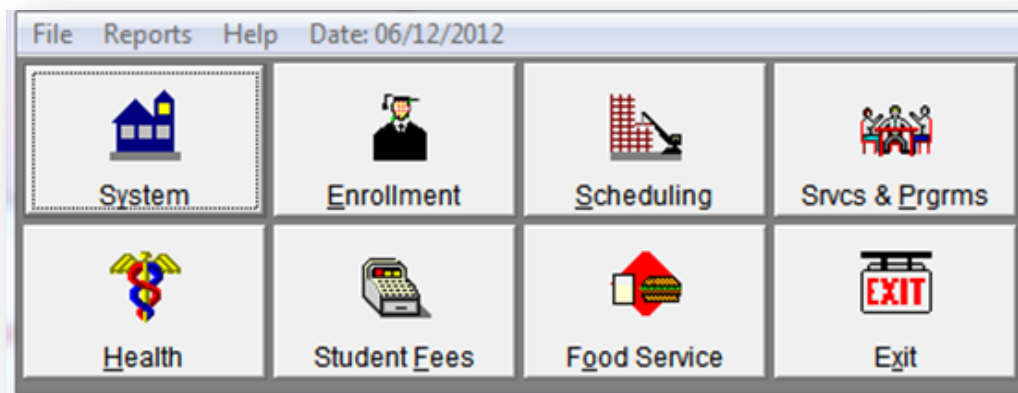 File Reports Help Date: 06/12/2012
System Enrollment Scheduling Srvcs & Prgrms
EXIT
Health Student Fees Food Service Exit